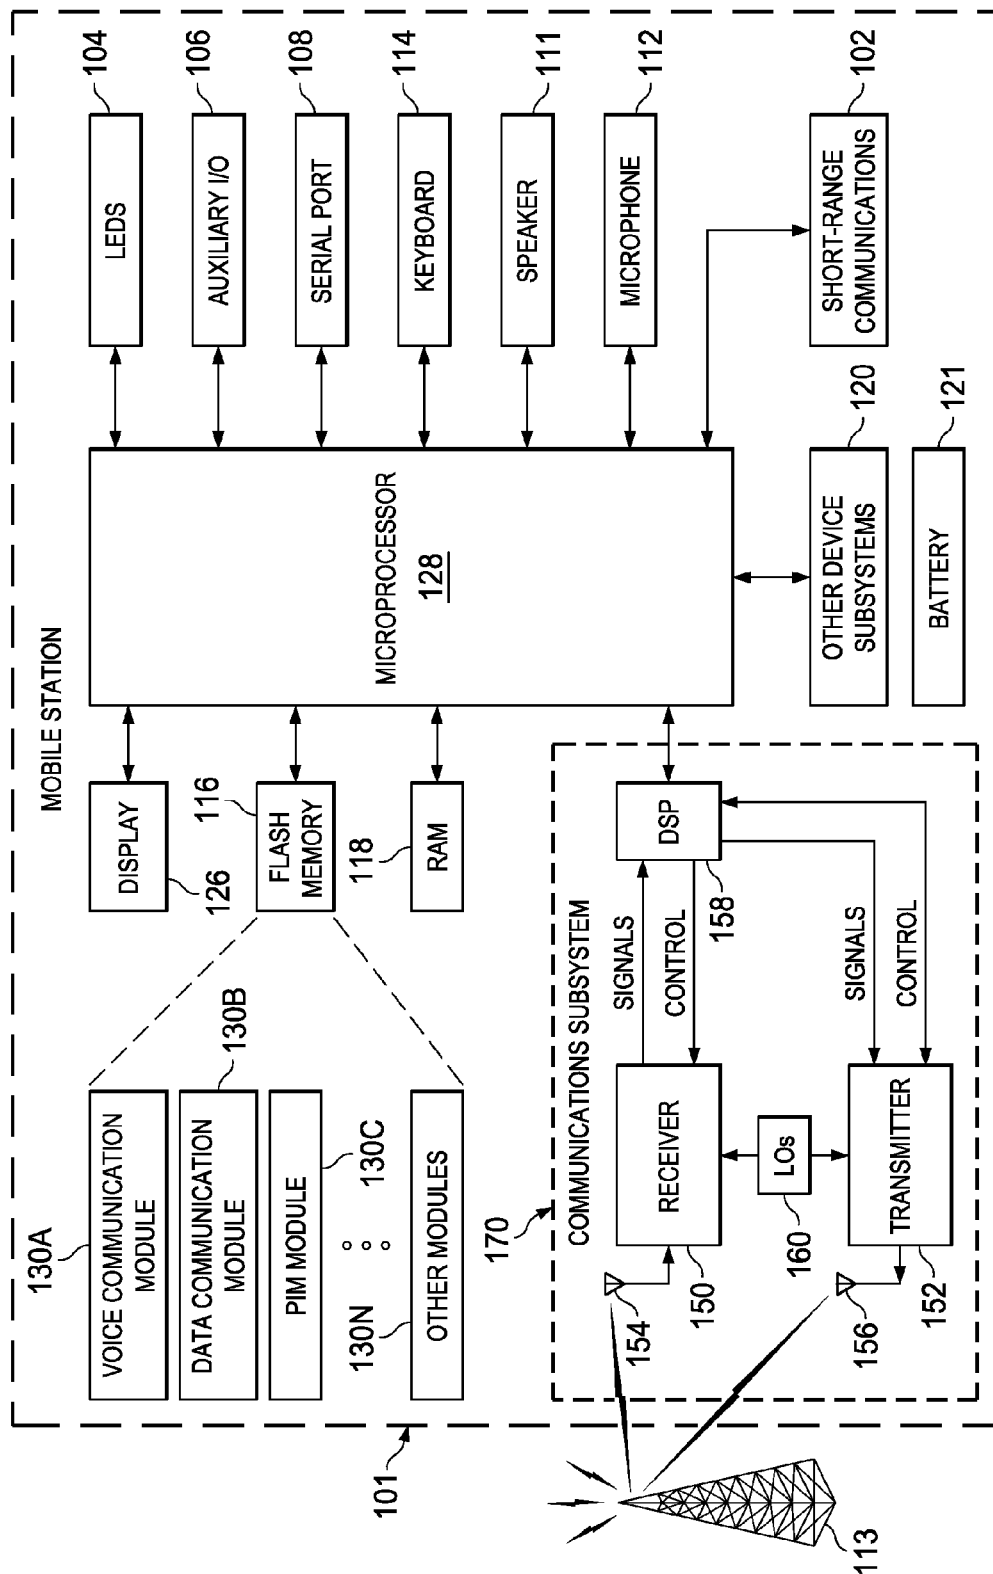 MOBILE STATION
130A
VOICE COMMUNICATION
MODULE
130B
DATA COMMUNICATION
MODULE
PIM MODULE
130C
130N
OTHER MODULES
DISPLAY
126
116
FLASH
MEMORY
118
RAM
MICROPROCESSOR
128
LEDS
104
AUXILIARY I/O
106
SERIAL PORT
108
KEYBOARD
114
SPEAKER
111
MICROPHONE
112
SHORT-RANGE
COMMUNICATIONS
102
OTHER DEVICE
SUBSYSTEMS
120
BATTERY
121
101
170
COMMUNICATIONS SUBSYSTEM
154
RECEIVER
150
SIGNALS
CONTROL
DSP
158
LOs
160
SIGNALS
CONTROL
156
TRANSMITTER
152
113